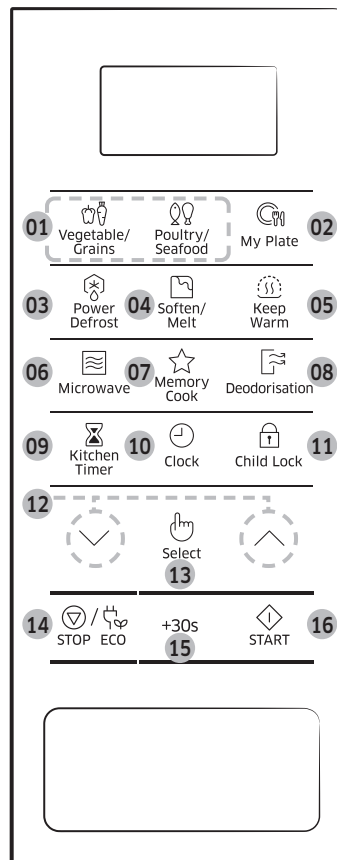 01
Vegetable/
Grains
Poultry/
Seafood
My Plate
02
03
Power
Defrost
04
Soften/
Melt
Keep
Warm
05
06
Microwave
07
Memory
Cook
Deodorisation
08
09
Kitchen
Timer
10
Clock
Child Lock
11
12
Select
13
14
STOP ECO
+30s
15
START
16